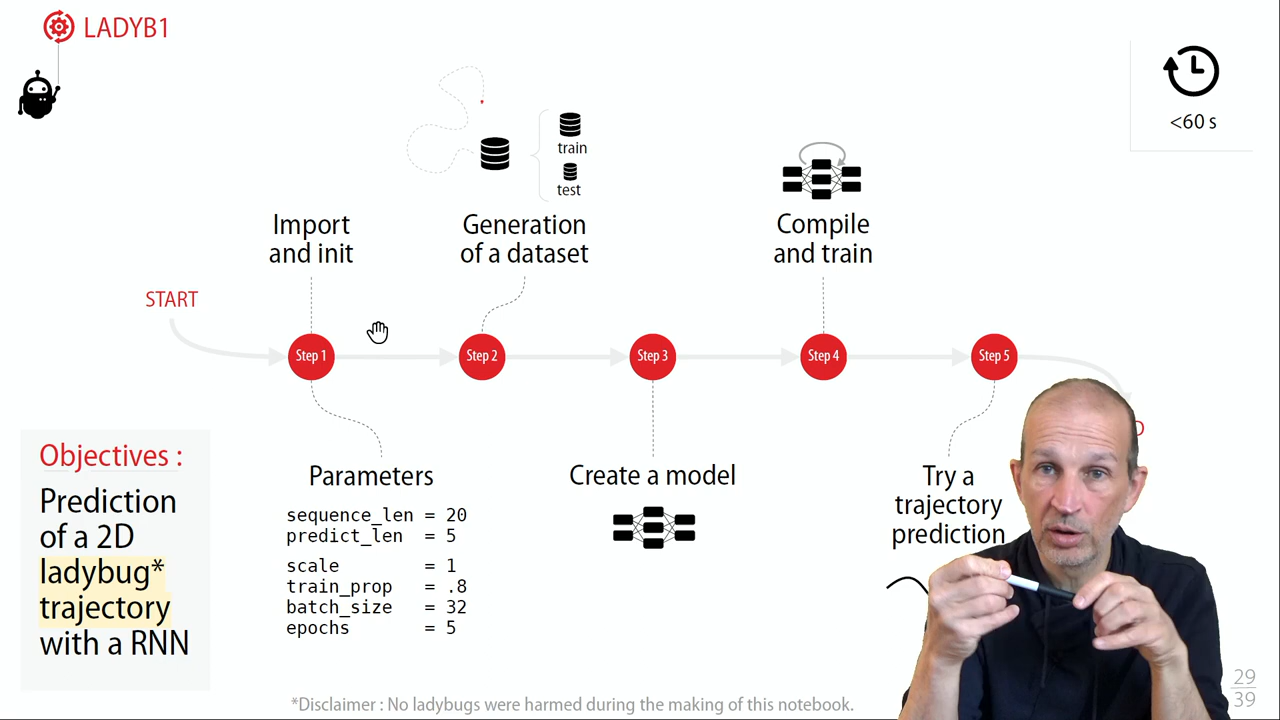 LADYB1
<60 s
train
test
Import
and init
Generation
of a dataset
Compile
and train
START
Step 1
Step 2
Step 3
Step 4
Step 5
D
Objectives :
Prediction
of a 2D
ladybug*
trajectory
with a RNN
Parameters
sequence_len = 20
predict_len = 5
scale = 1
train_prop = .8
batch_size = 32
epochs = 5
Create a model
Try a
trajectory
prediction
*Disclaimer : No ladybugs were harmed during the making of this notebook.
29
39